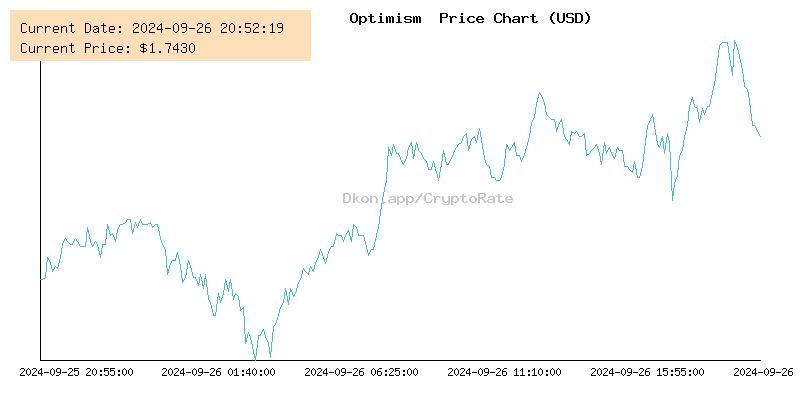 Optimism Price Chart (USD)
Current Date: 2024-09-26 20:52:19
Current Price: $1.7430
Dkon.app/CryptoRate
2024-09-25 20:55:00 2024-09-26 01:40:00 2024-09-26 06:25:00 2024-09-26 11:10:00 2024-09-26 15:55:00 2024-09-26